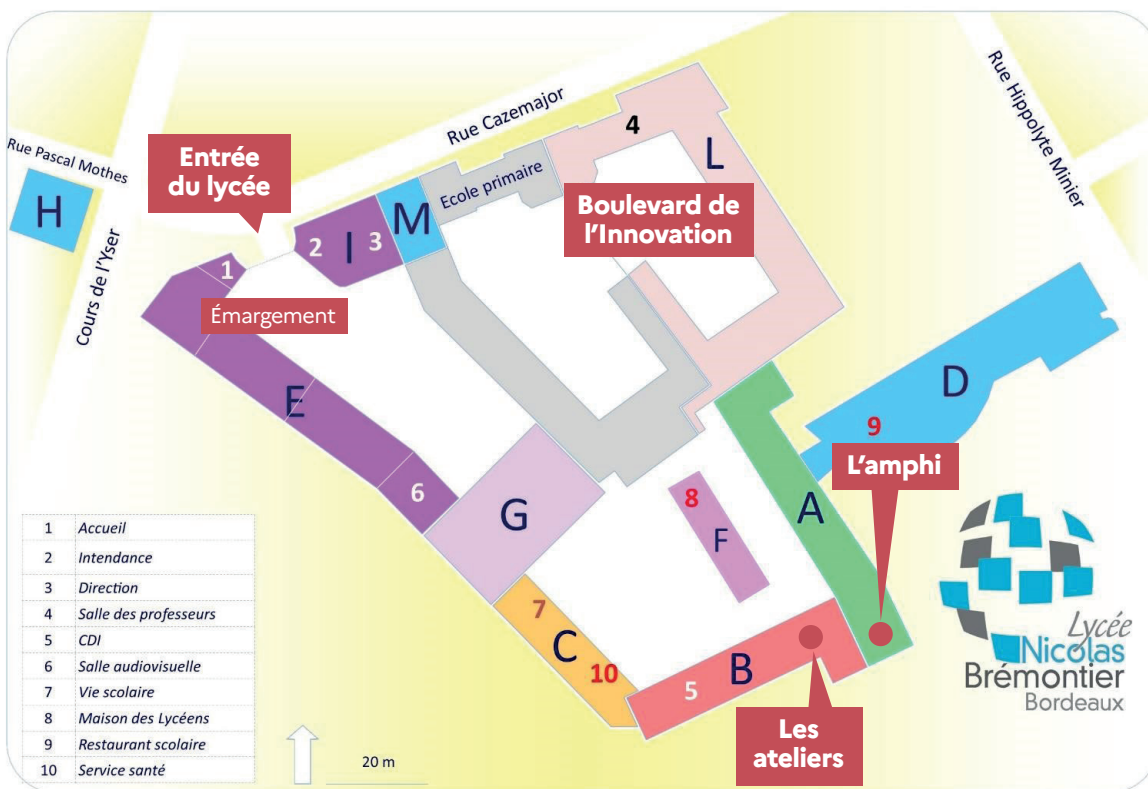 Rue Cazemajor
Rue Hippolyte Minier
Rue Pascal Mothes
Cours de l'Yser
Entrée
du lycée
Ecole primaire
4
L
Boulevard de
l'Innovation
H
M
2
I
3
1
Émargement
E
D
9
L'amphi
6
G
8
F
A
7
C
10
5
B
Les
ateliers
1 Accueil
2 Intendance
3 Direction
4 Salle des professeurs
5 CDI
6 Salle audiovisuelle
7 Vie scolaire
8 Maison des Lycéens
9 Restaurant scolaire
10 Service santé
20 m
Lycée
Nicolas
Brémontier
Bordeaux